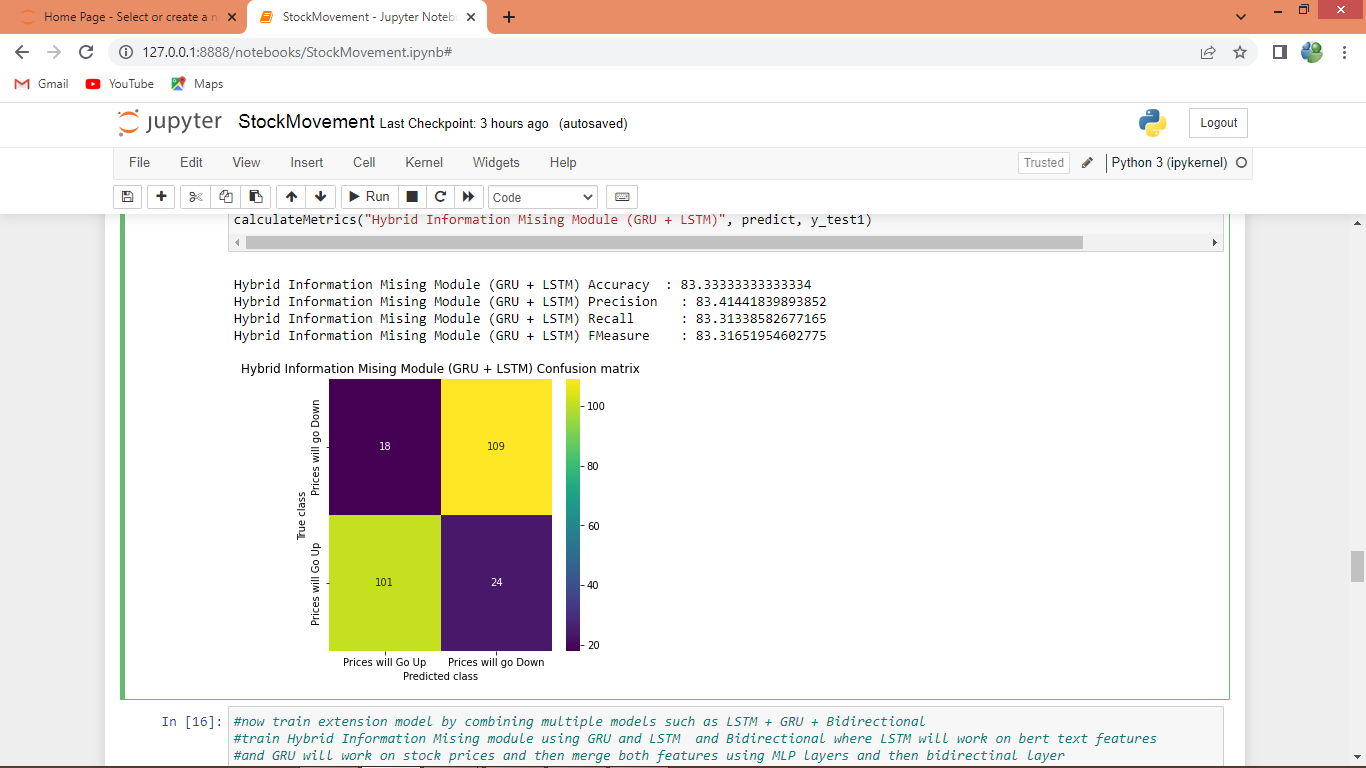 Home Page - Select or create a n
StockMovement - Jupyter Noteb
127.0.0.1:8888/notebooks/StockMovement.ipynb#
Gmail YouTube Maps
jupyter StockMovement Last Checkpoint: 3 hours ago (autosaved)
Logout
File Edit View Insert Cell Kernel Widgets Help
Trusted Python 3 (ipykernel)
Run Code
calculateMetrics("Hybrid Information Mising Module (GRU + LSTM)", predict, y_test1)
Hybrid Information Mising Module (GRU + LSTM) Accuracy : 83.33333333333334
Hybrid Information Mising Module (GRU + LSTM) Precision : 83.41441839893852
Hybrid Information Mising Module (GRU + LSTM) Recall : 83.31338582677165
Hybrid Information Mising Module (GRU + LSTM) FMeasure : 83.31651954602775
Hybrid Information Mising Module (GRU + LSTM) Confusion matrix
True class
Prices will go Down
18 109
Prices will Go Up
101 24
100
80
60
40
20
Prices will Go Up Prices will go Down
Predicted class
In [16]: #now train extension model by combining multiple models such as LSTM + GRU + Bidirectional
#train Hybrid Information Mising module using GRU and LSTM and Bidirectional where LSTM will work on bert text features
#and GRU will work on stock prices and then merge both features using MLP layers and then bidirectinal layer